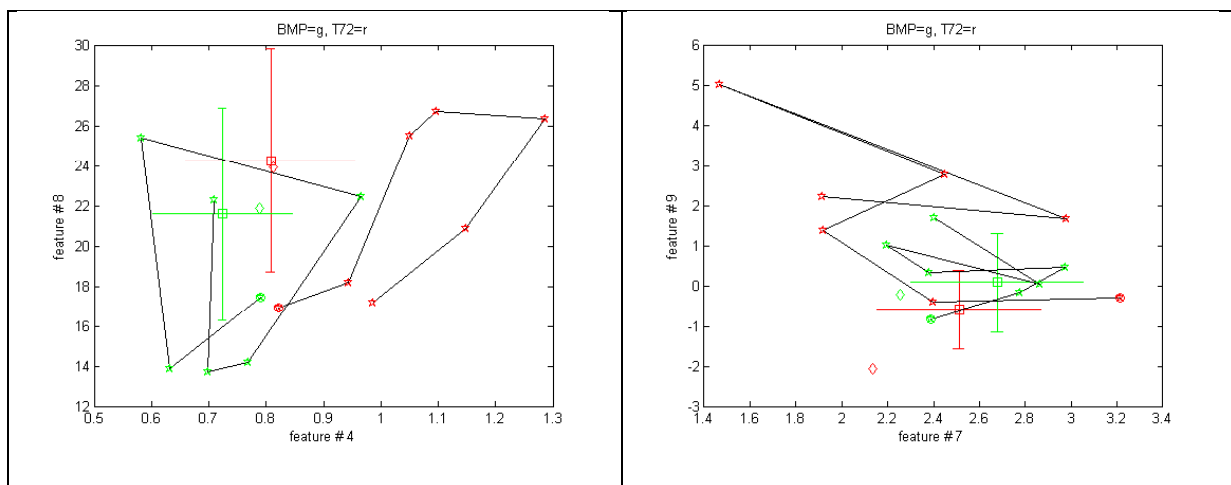 BMP=g, T72=r
30
28
26
24
22
20
18
16
14
12
feature #8
0.5 0.6 0.7 0.8 0.9 1 1.1 1.2 1.3
feature #4
BMP=g, T72=r
6
5
4
3
2
1
0
-1
-2
-3
feature #9
1.4 1.6 1.8 2 2.2 2.4 2.6 2.8 3 3.2 3.4
feature #7